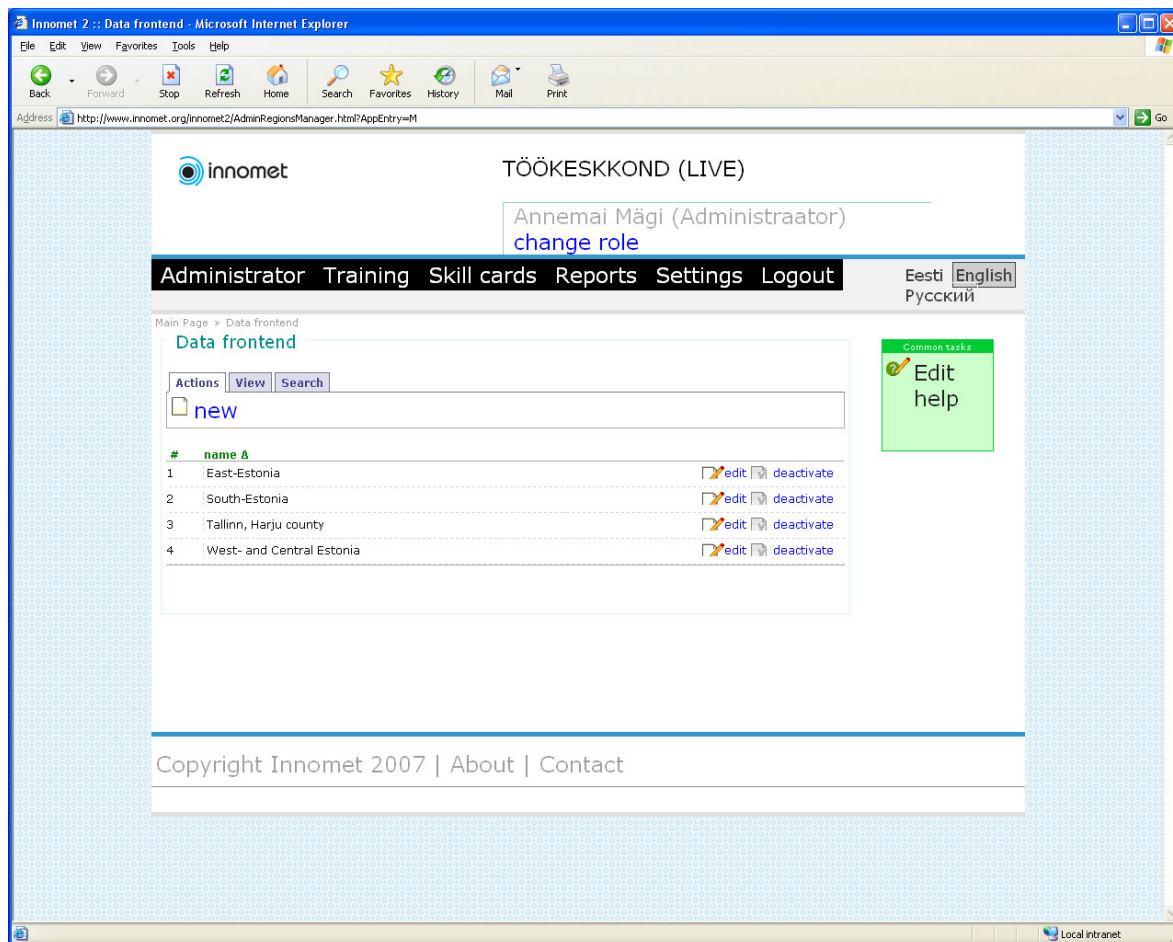 Innomet 2 :: Data frontend - Microsoft Internet Explorer
File Edit View Favorites Tools Help
Back Forward Stop Refresh Home Search Favorites History Mail Print
Address http://www.innomet.org/innomet2/AdminRegionsManager.html?AppEntry=M Go
innomet
TÖÖKESKKOND (LIVE)
Annemai Mägi (Administraator)
change role
Administrator Training Skill cards Reports Settings Logout
Eesti English
Русский
Main Page » Data frontend
Data frontend
Common tasks
Edit
help
Actions View Search
new
# name Δ
1 East-Estonia edit deactivate
2 South-Estonia edit deactivate
3 Tallinn, Harju county edit deactivate
4 West- and Central Estonia edit deactivate
Copyright Innomet 2007 | About | Contact
Local intranet